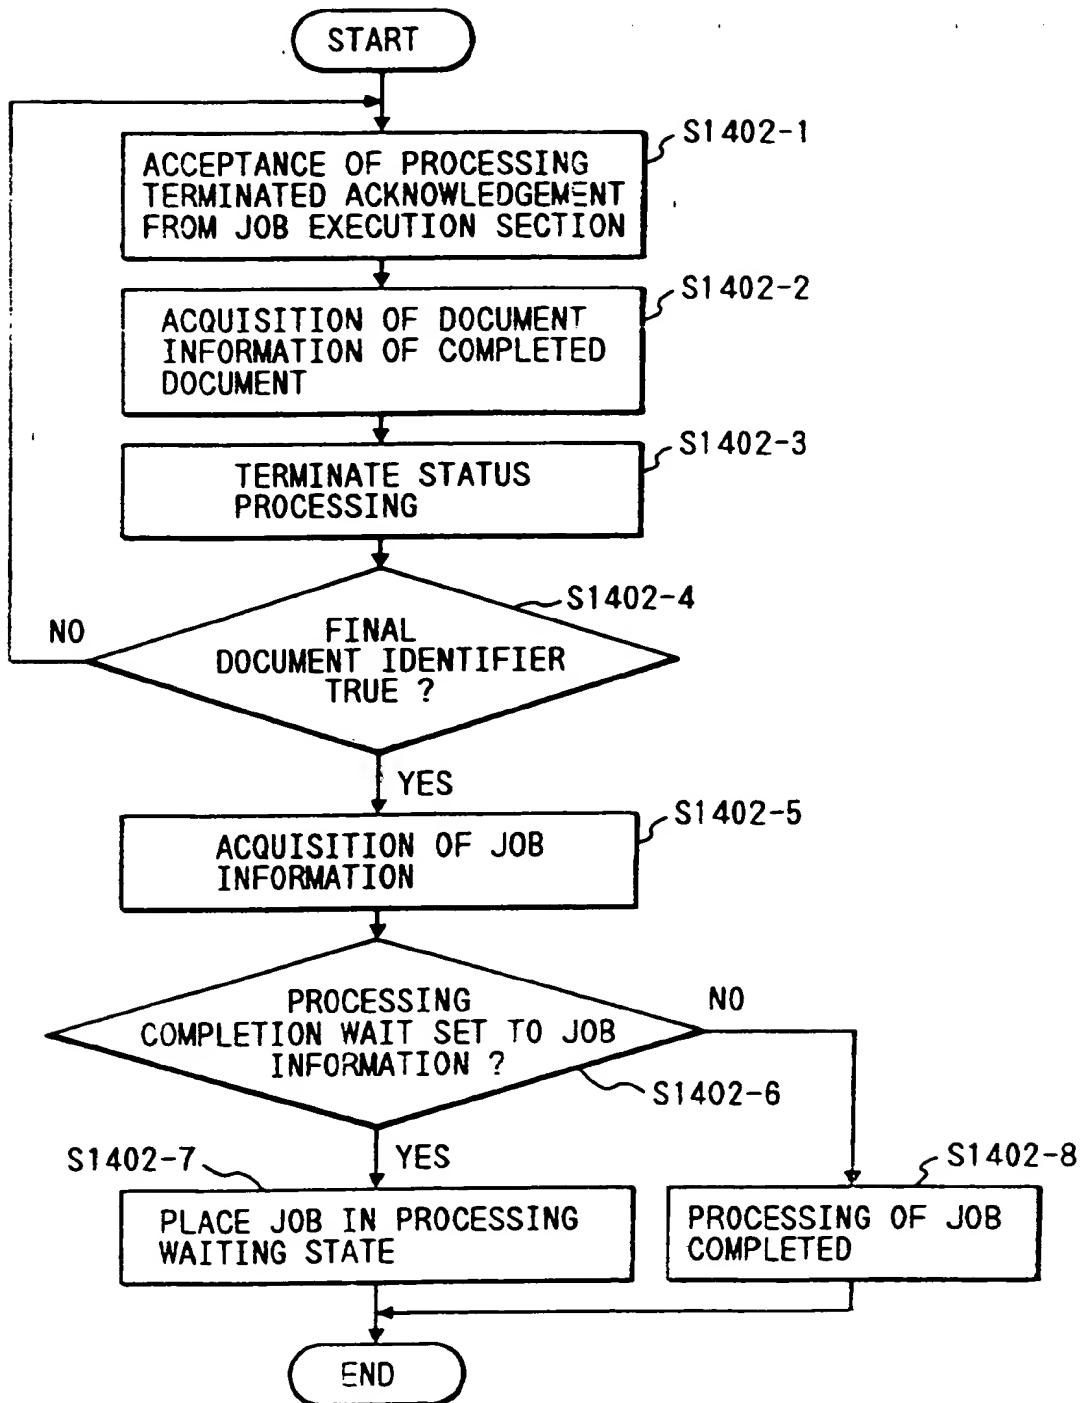 START
S1402-1
ACCEPTANCE OF PROCESSING
TERMINATED ACKNOWLEDGEMENT
FROM JOB EXECUTION SECTION
S1402-2
ACQUISITION OF DOCUMENT
INFORMATION OF COMPLETED
DOCUMENT
S1402-3
TERMINATE STATUS
PROCESSING
S1402-4
NO
FINAL
DOCUMENT IDENTIFIER
TRUE ?
YES
S1402-5
ACQUISITION OF JOB
INFORMATION
PROCESSING
COMPLETION WAIT SET TO JOB
INFORMATION ?
NO
S1402-6
YES
S1402-7
PLACE JOB IN PROCESSING
WAITING STATE
S1402-8
PROCESSING OF JOB
COMPLETED
END